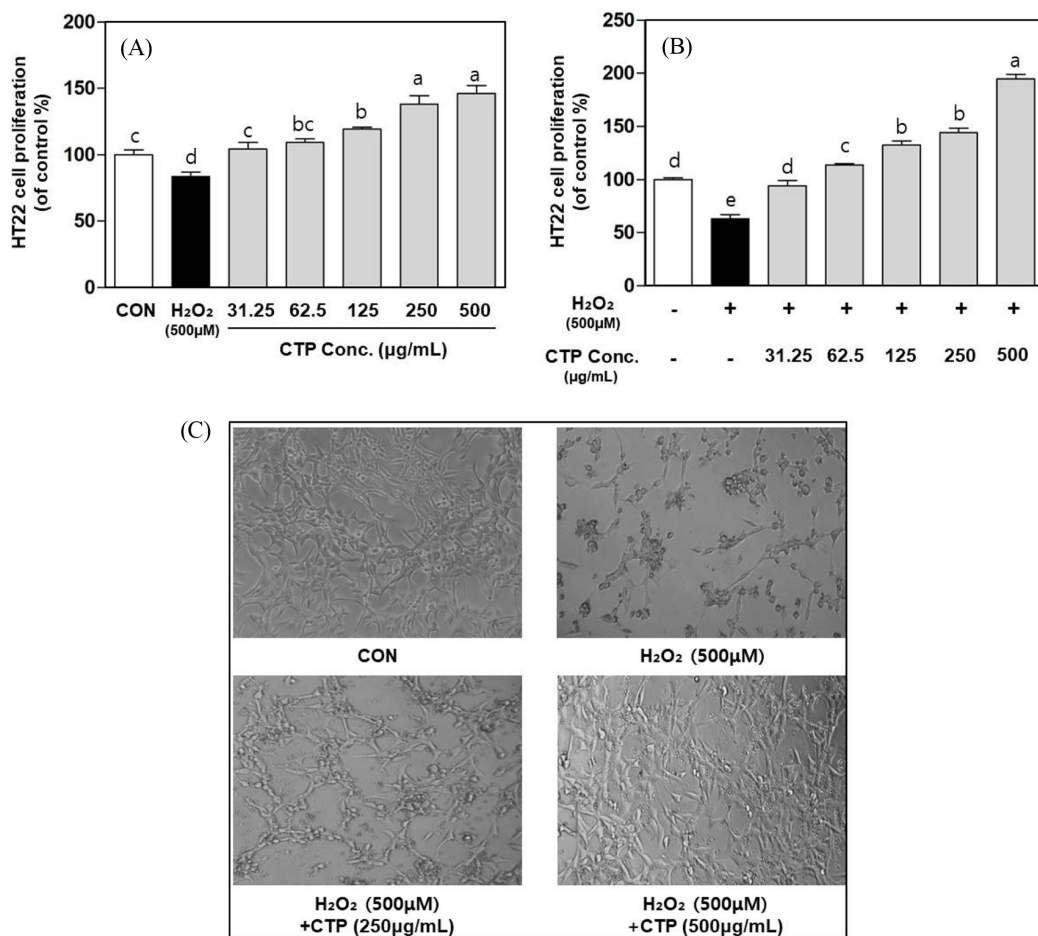 (A)
HT22 cell proliferation
(of control %)
200
150
100
50
0
c
d
c
bc
b
a
a
CON
H₂O₂
31.25
62.5
125
250
500
(500μM)
CTP Conc. (μg/mL)
(B)
HT22 cell proliferation
(of control %)
250
200
150
100
50
0
d
e
d
c
b
b
a
H₂O₂
(500μM)
- + + + + + +
CTP Conc.
(μg/mL)
- - 31.25 62.5 125 250 500
(C)
CON
H₂O₂ (500μM)
H₂O₂ (500μM)
+CTP (250μg/mL)
H₂O₂ (500μM)
+CTP (500μg/mL)